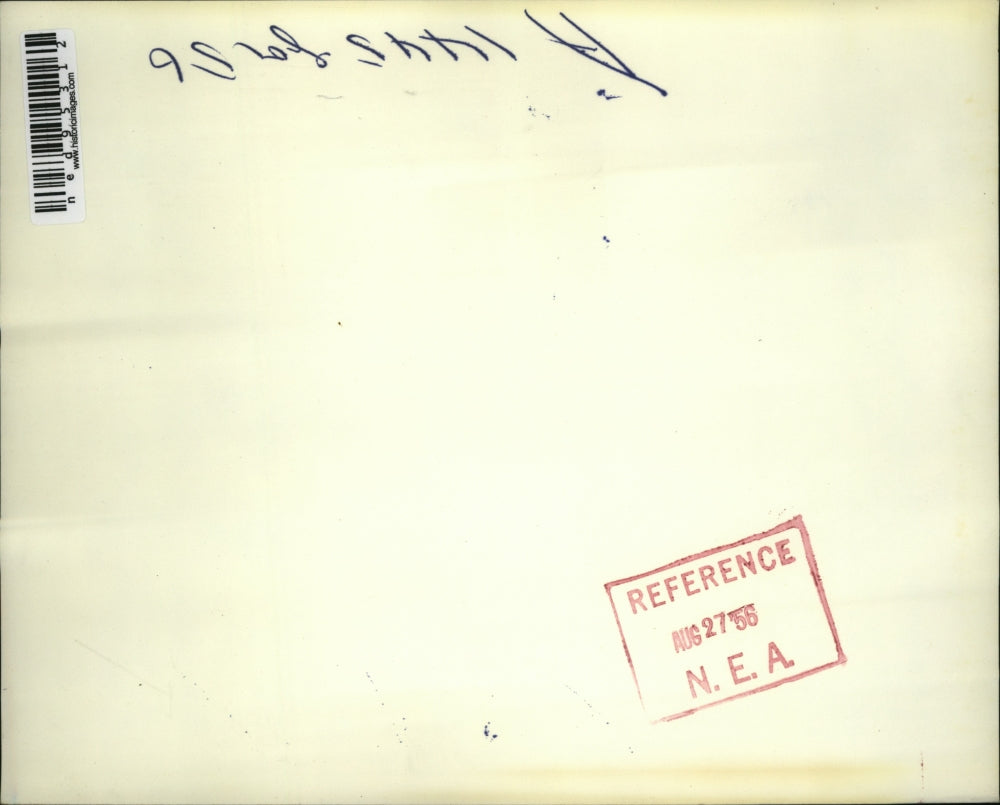 ned95312
www.historicimages.com
REFERENCE
AUG 27 '56
N. E. A.